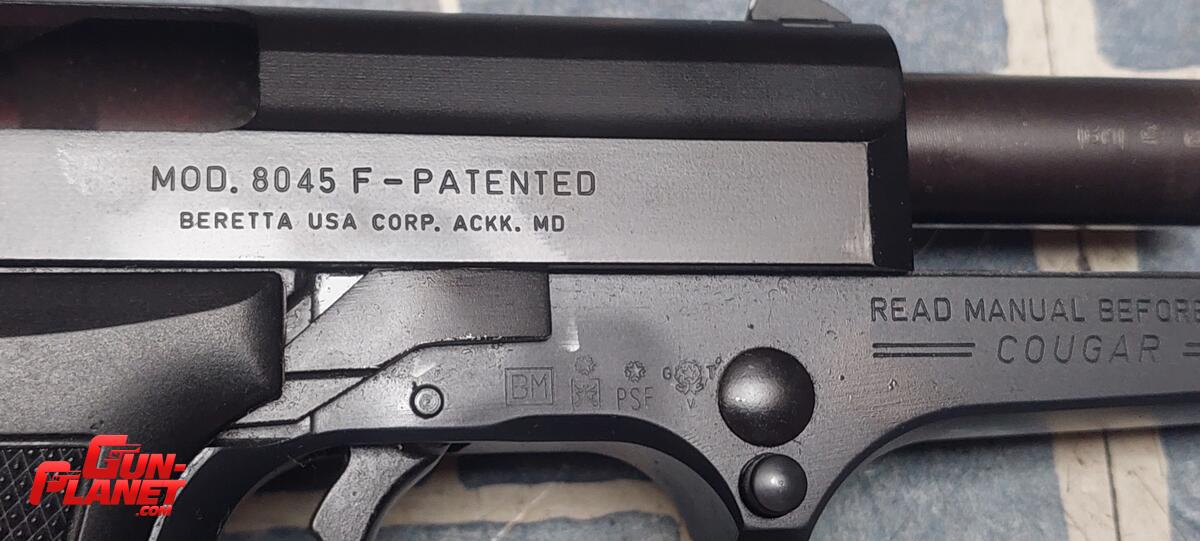 MOD. 8045 F - PATENTED
BERETTA USA CORP. ACKK. MD
READ MANUAL BEFORE
COUGAR
BM
PSF
G T
V
GUN-
PLANET
.COM